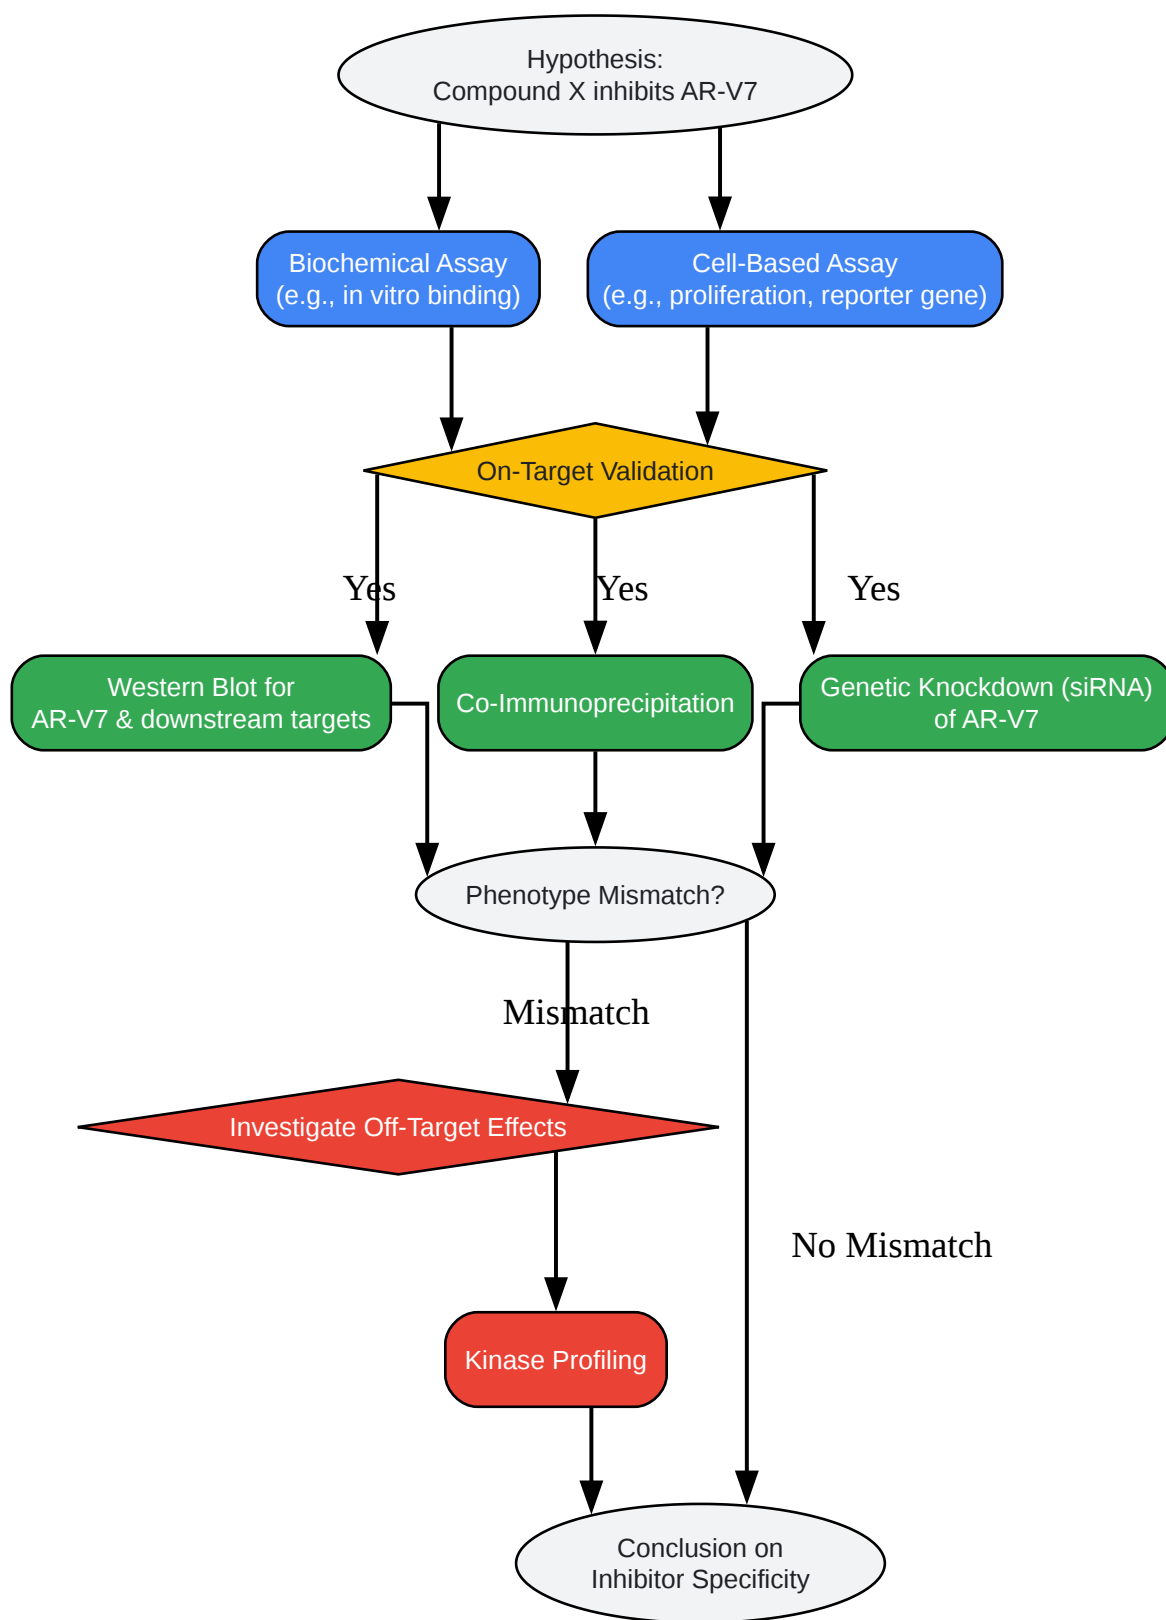 Hypothesis:
Compound X inhibits AR-V7
Biochemical Assay
(e.g., in vitro binding)
Cell-Based Assay
(e.g., proliferation, reporter gene)
On-Target Validation
Yes
Yes
Yes
Western Blot for
AR-V7 & downstream targets
Co-Immunoprecipitation
Genetic Knockdown (siRNA)
of AR-V7
Phenotype Mismatch?
Mismatch
Investigate Off-Target Effects
No Mismatch
Kinase Profiling
Conclusion on
Inhibitor Specificity